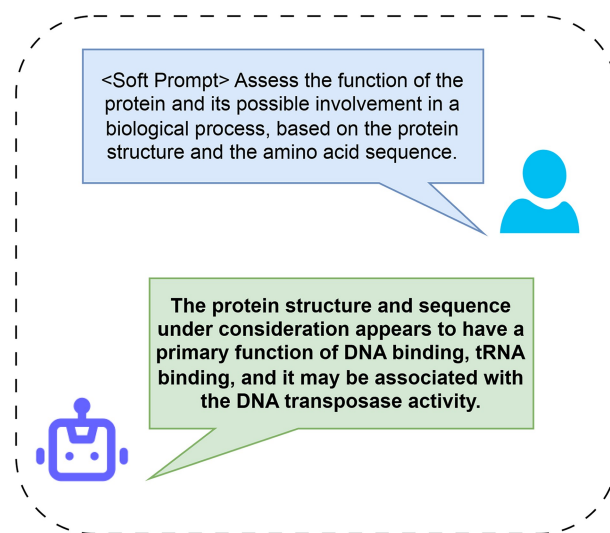 <Soft Prompt> Assess the function of the
protein and its possible involvement in a
biological process, based on the protein
structure and the amino acid sequence.
The protein structure and sequence
under consideration appears to have a
primary function of DNA binding, tRNA
binding, and it may be associated with
the DNA transposase activity.